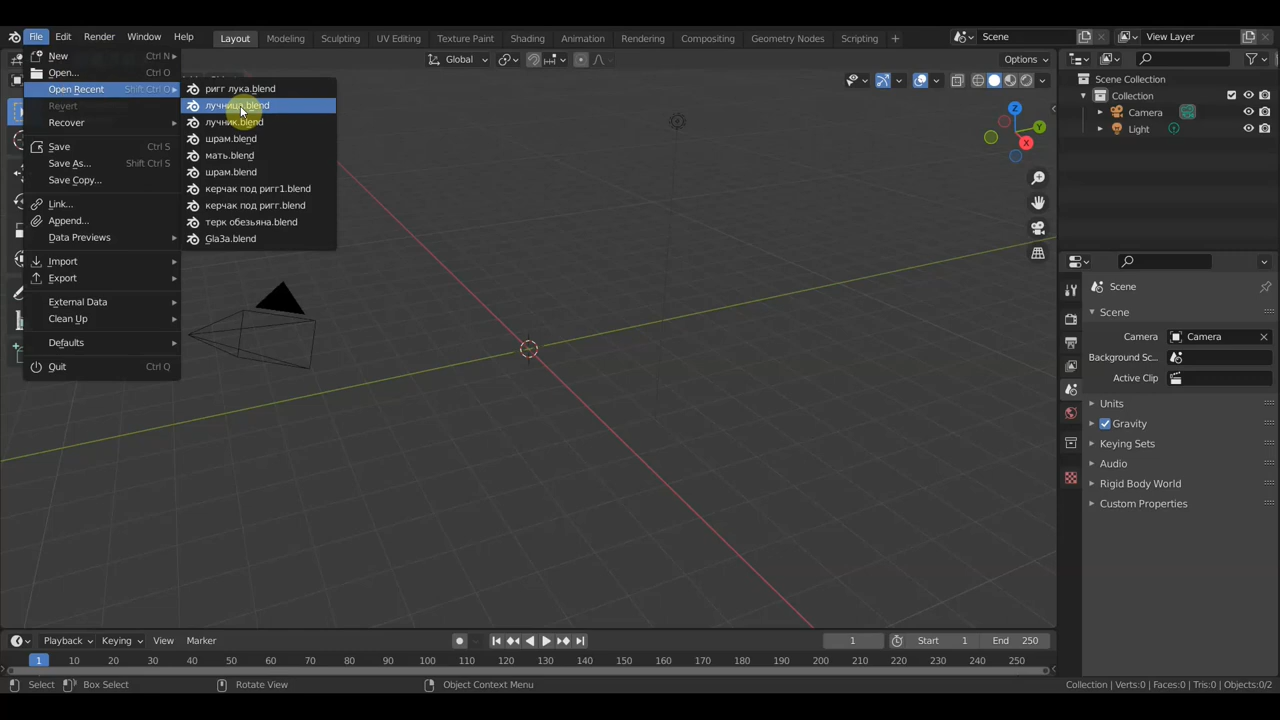 File Edit Render Window Help Layout Modeling Sculpting UV Editing Texture Paint Shading Animation Rendering Compositing Geometry Nodes Scripting + Scene View Layer
New Ctrl N
Open... Ctrl O
Open Recent Shift Ctrl O
Revert
Recover
Save Ctrl S
Save As... Shift Ctrl S
Save Copy...
Link...
Append...
Data Previews
Import
Export
External Data
Clean Up
Defaults
Quit Ctrl Q
ригг лука.blend
лучница.blend
лучник.blend
шрам.blend
мать.blend
шрам.blend
керчак под ригг1.blend
керчак под ригг.blend
терк обезьяна.blend
Gla3a.blend
Global
Options
Z
Y
X
Scene Collection
Collection
Camera
Light
Scene
Scene
Camera Camera
Background Sc...
Active Clip
Units
Gravity
Keying Sets
Audio
Rigid Body World
Custom Properties
Playback Keying View Marker 1 Start 1 End 250
1 10 20 30 40 50 60 70 80 90 100 110 120 130 140 150 160 170 180 190 200 210 220 230 240 250
Select Box Select Rotate View Object Context Menu Collection | Verts:0 | Faces:0 | Tris:0 | Objects:0/2